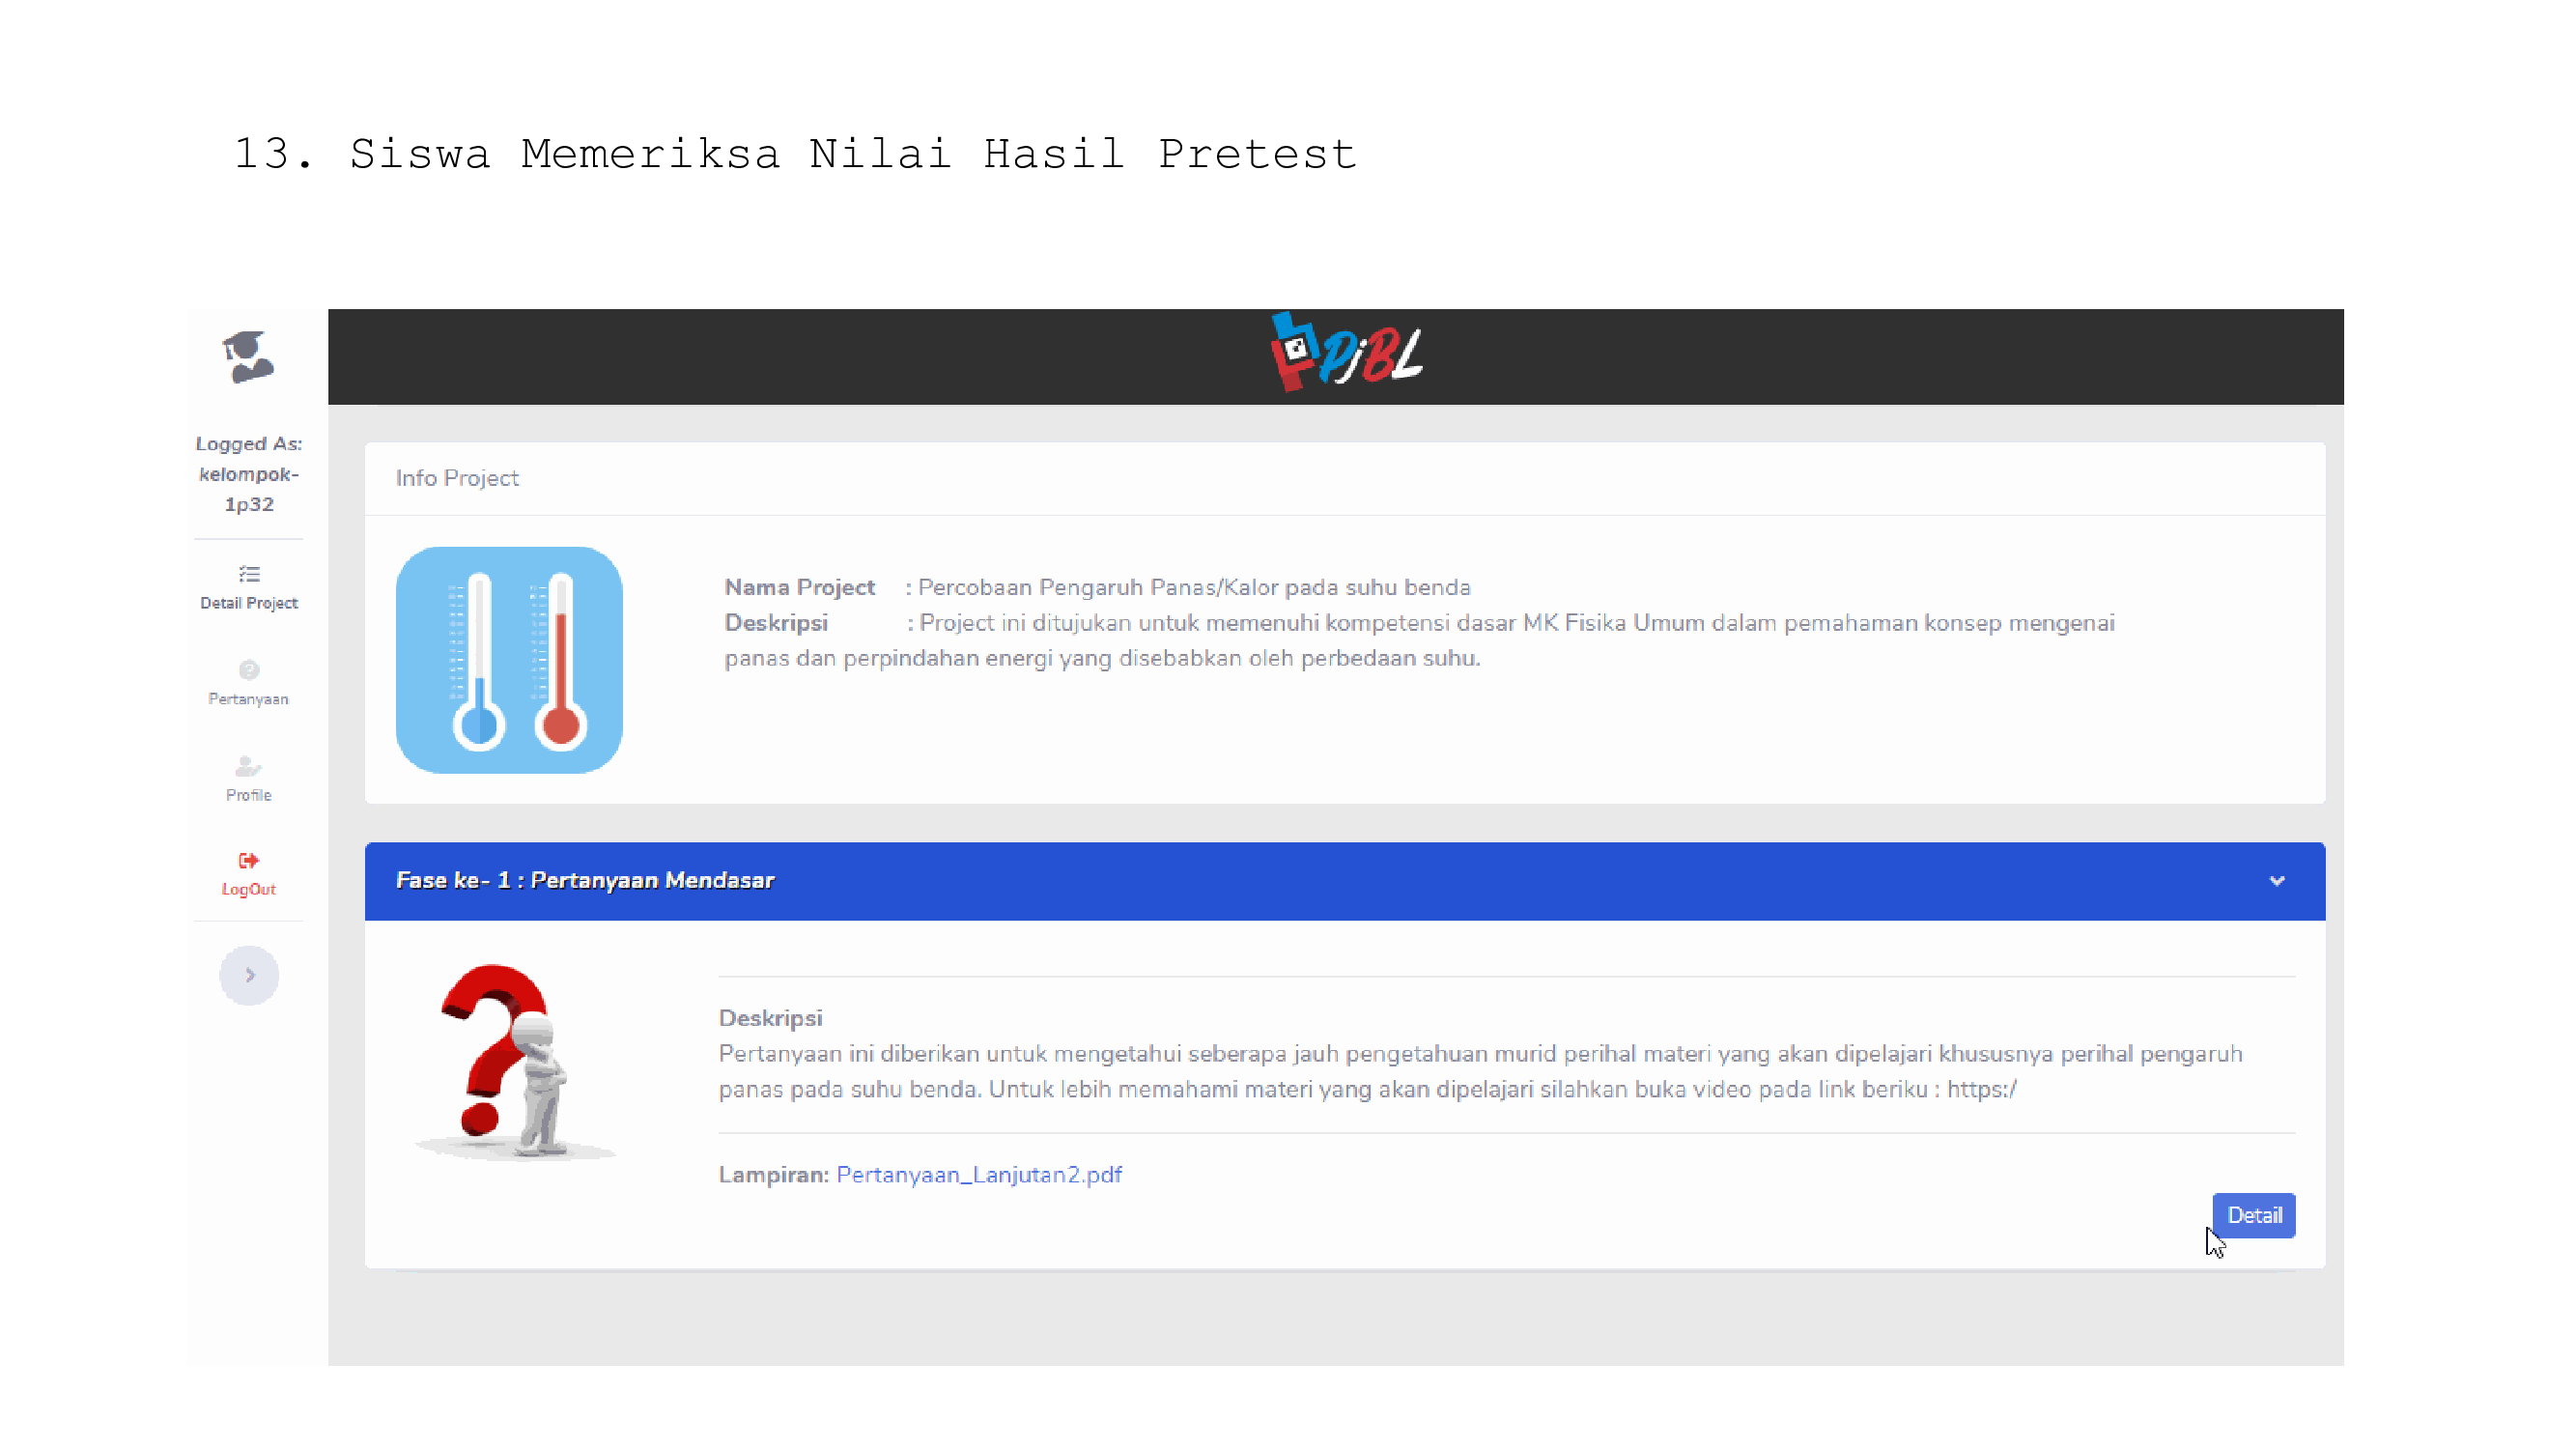 13. Siswa Memeriksa Nilai Hasil Pretest
PjBL
Logged As:
kelompok-
1p32
Detail Project
Pertanyaan
Profile
LogOut
Info Project
Nama Project : Percobaan Pengaruh Panas/Kalor pada suhu benda
Deskripsi : Project ini ditujukan untuk memenuhi kompetensi dasar MK Fisika Umum dalam pemahaman konsep mengenai
panas dan perpindahan energi yang disebabkan oleh perbedaan suhu.
Fase ke- 1 : Pertanyaan Mendasar
Deskripsi
Pertanyaan ini diberikan untuk mengetahui seberapa jauh pengetahuan murid perihal materi yang akan dipelajari khususnya perihal pengaruh
panas pada suhu benda. Untuk lebih memahami materi yang akan dipelajari silahkan buka video pada link beriku : https:/
Lampiran: Pertanyaan_Lanjutan2.pdf
Detail